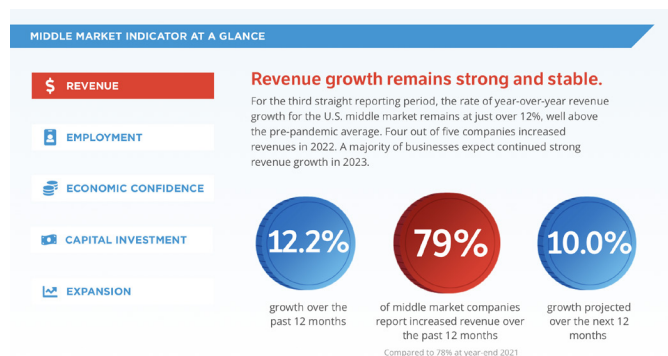 MIDDLE MARKET INDICATOR AT A GLANCE
$ REVENUE
EMPLOYMENT
ECONOMIC CONFIDENCE
CAPITAL INVESTMENT
EXPANSION
Revenue growth remains strong and stable.
For the third straight reporting period, the rate of year-over-year revenue
growth for the U.S. middle market remains at just over 12%, well above
the pre-pandemic average. Four out of five companies increased
revenues in 2022. A majority of businesses expect continued strong
revenue growth in 2023.
12.2%
growth over the
past 12 months
79%
of middle market companies
report increased revenue over
the past 12 months
Compared to 78% at year-end 2021
10.0%
growth projected
over the next 12
months